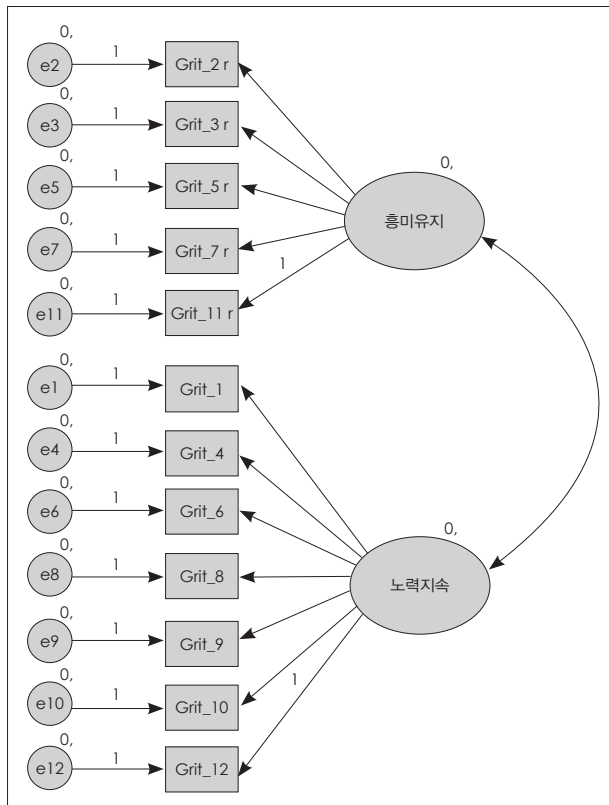 0,
e2 1 Grit_2 r
0,
e3 1 Grit_3 r
0,
e5 1 Grit_5 r
0,
흥미유지
0,
e7 1 Grit_7 r
1
0,
e11 1 Grit_11 r
0,
e1 1 Grit_1
0,
e4 1 Grit_4
0,
e6 1 Grit_6
0,
노력지속
0,
e8 1 Grit_8
0,
e9 1 Grit_9
1
0,
e10 1 Grit_10
0,
e12 1 Grit_12